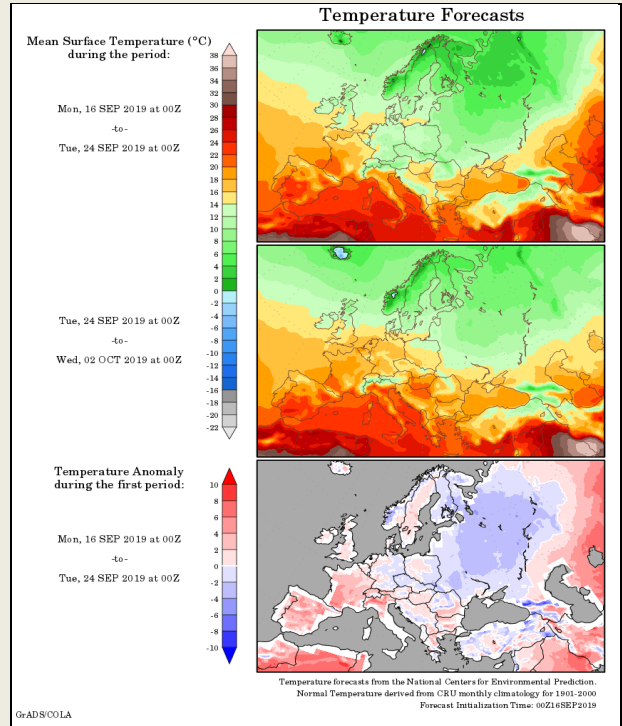 Temperature Forecasts
Mean Surface Temperature (°C)
during the period:
Mon, 16 SEP 2019 at 00Z
-to-
Tue, 24 SEP 2019 at 00Z
38
36
34
32
30
28
26
24
22
20
18
16
14
12
10
8
6
4
2
0
-2
-4
-6
-8
-10
-12
-14
-16
-18
-20
-22
Tue, 24 SEP 2019 at 00Z
-to-
Wed, 02 OCT 2019 at 00Z
Temperature Anomaly
during the first period:
Mon, 16 SEP 2019 at 00Z
-to-
Tue, 24 SEP 2019 at 00Z
10
8
6
4
2
0
-2
-4
-6
-8
-10
Temperature forecasts from the National Centers for Environmental Prediction.
Normal Temperature derived from CRU monthly climatology for 1901-2000
Forecast Initialization Time: 00Z16SEP2019
GrADS/COLA